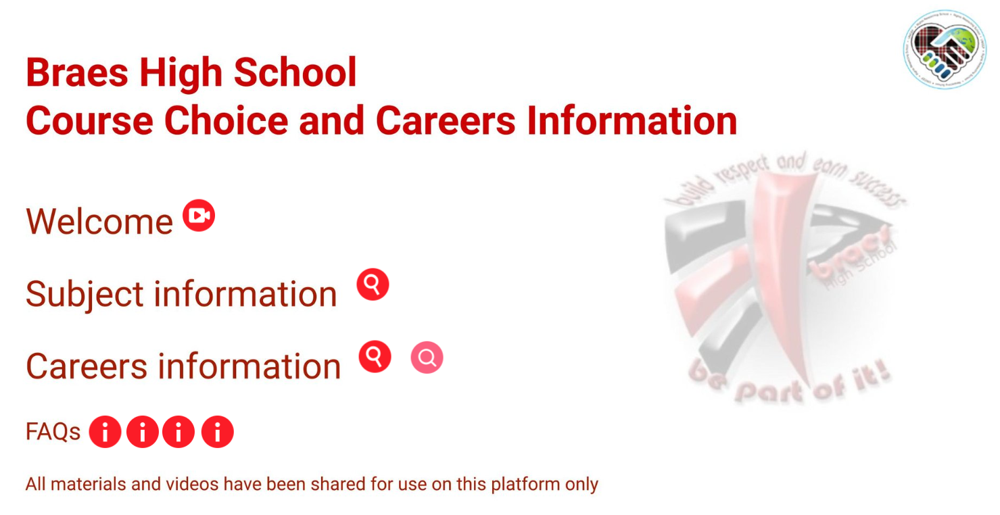 Braes High School
Course Choice and Careers Information
build respect and earn success
Welcome
Subject information
braes
High School
Careers information
be part of it!
FAQs
All materials and videos have been shared for use on this platform only